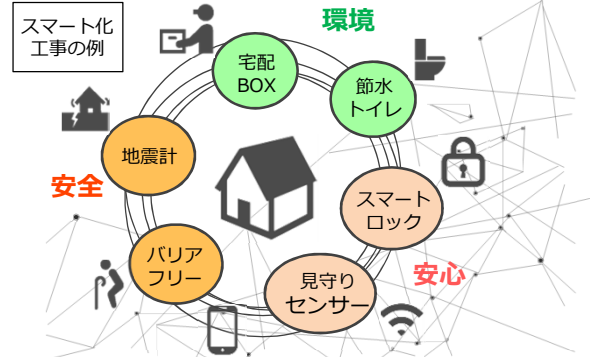 スマート化
工事の例
環境
宅配
BOX
節水
トイレ
地震計
安全
スマート
ロック
バリア
フリー
見守り
センサー
安心